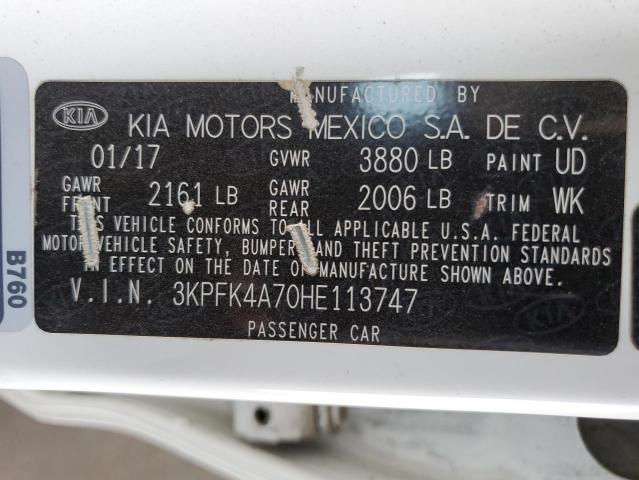 MANUFACTURED BY
KIA
KIA MOTORS MEXICO S.A. DE C.V.
01/17 GVWR 3880 LB PAINT UD
GAWR FRONT 2161 LB GAWR REAR 2006 LB TRIM WK
THIS VEHICLE CONFORMS TO ALL APPLICABLE U.S.A. FEDERAL
MOTOR VEHICLE SAFETY, BUMPER, AND THEFT PREVENTION STANDARDS
IN EFFECT ON THE DATE OF MANUFACTURE SHOWN ABOVE.
V.I.N. 3KPFK4A70HE113747
PASSENGER CAR
B760